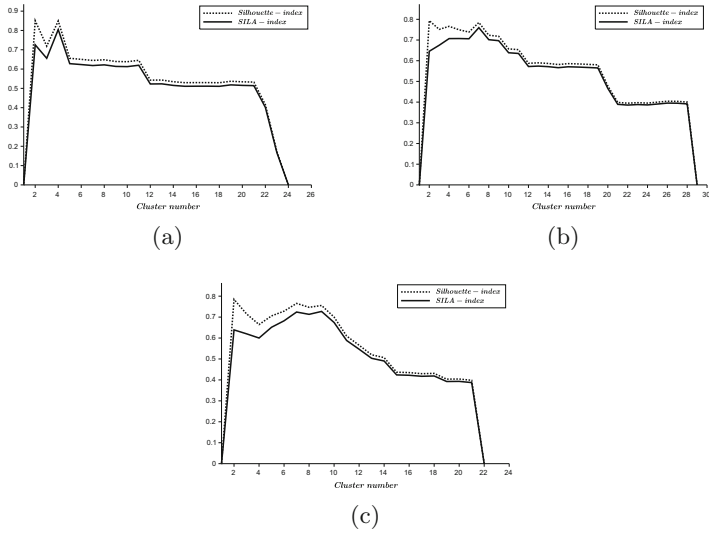 Silhouette – index
SILA – index
0.9
0.8
0.7
0.6
0.5
0.4
0.3
0.2
0.1
0
2 4 6 8 10 12 14 16 18 20 22 24 26
Cluster number
(a)
Silhouette – index
SILA – index
0.8
0.7
0.6
0.5
0.4
0.3
0.2
0.1
0
2 4 6 8 10 12 14 16 18 20 22 24 26 28 30
Cluster number
(b)
Silhouette – index
SILA – index
0.8
0.7
0.6
0.5
0.4
0.3
0.2
0.1
0
2 4 6 8 10 12 14 16 18 20 22 24
Cluster number
(c)